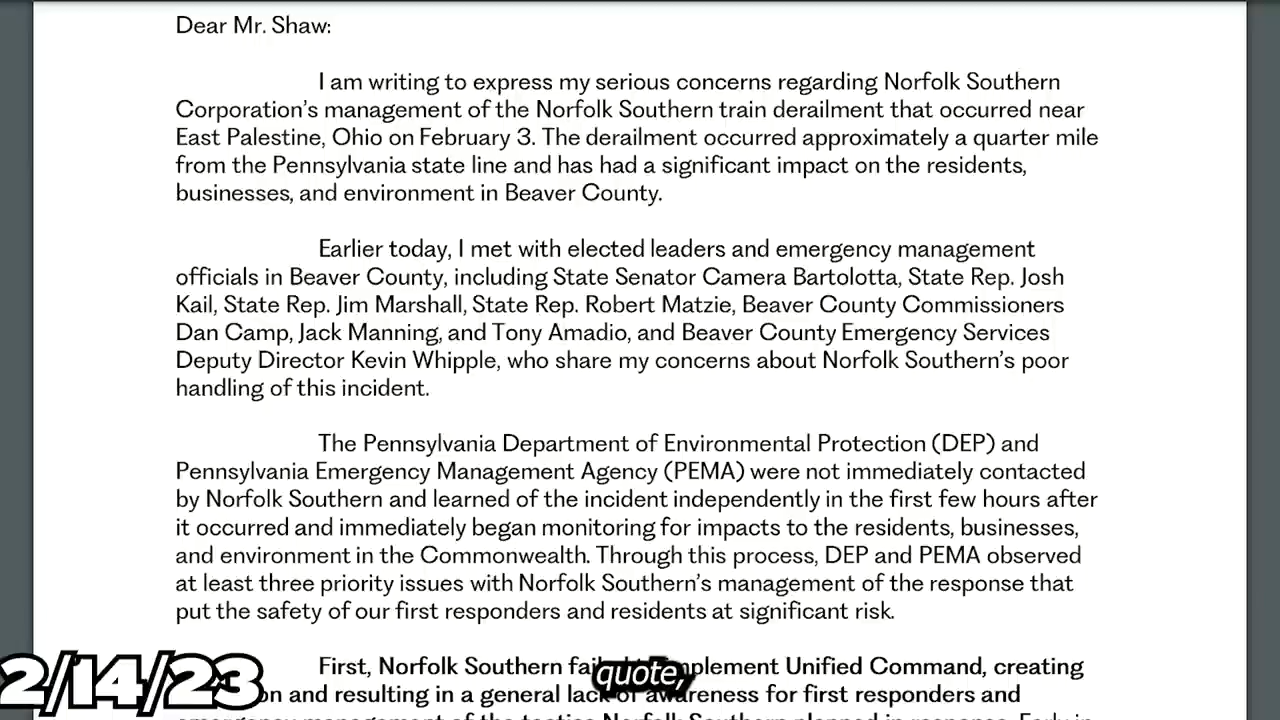 Dear Mr. Shaw:
I am writing to express my serious concerns regarding Norfolk Southern
Corporation's management of the Norfolk Southern train derailment that occurred near
East Palestine, Ohio on February 3. The derailment occurred approximately a quarter mile
from the Pennsylvania state line and has had a significant impact on the residents,
businesses, and environment in Beaver County.
Earlier today, I met with elected leaders and emergency management
officials in Beaver County, including State Senator Camera Bartolotta, State Rep. Josh
Kail, State Rep. Jim Marshall, State Rep. Robert Matzie, Beaver County Commissioners
Dan Camp, Jack Manning, and Tony Amadio, and Beaver County Emergency Services
Deputy Director Kevin Whipple, who share my concerns about Norfolk Southern's poor
handling of this incident.
The Pennsylvania Department of Environmental Protection (DEP) and
Pennsylvania Emergency Management Agency (PEMA) were not immediately contacted
by Norfolk Southern and learned of the incident independently in the first few hours after
it occurred and immediately began monitoring for impacts to the residents, businesses,
and environment in the Commonwealth. Through this process, DEP and PEMA observed
at least three priority issues with Norfolk Southern's management of the response that
put the safety of our first responders and residents at significant risk.
First, Norfolk Southern implement Unified Command, creating
and resulting in a general lack of awareness for first responders and
2/14/23
quote,